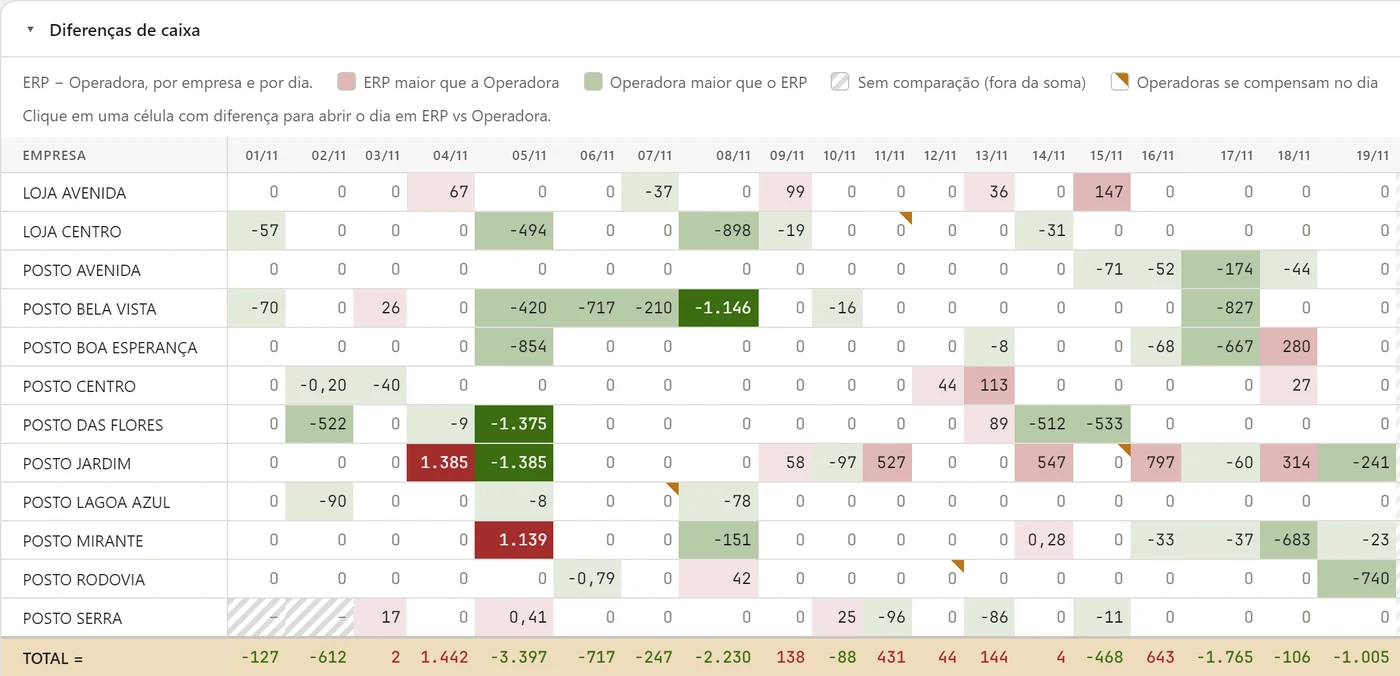 ▼ Diferenças de caixa
ERP − Operadora, por empresa e por dia. ERP maior que a Operadora Operadora maior que o ERP Sem comparação (fora da soma) Operadoras se compensam no dia
Clique em uma célula com diferença para abrir o dia em ERP vs Operadora.
EMPRESA 01/11 02/11 03/11 04/11 05/11 06/11 07/11 08/11 09/11 10/11 11/11 12/11 13/11 14/11 15/11 16/11 17/11 18/11 19/11
LOJA AVENIDA 0 0 0 67 0 0 -37 0 99 0 0 0 36 0 147 0 0 0 0
LOJA CENTRO -57 0 0 0 -494 0 0 -898 -19 0 0 0 0 -31 0 0 0 0 0
POSTO AVENIDA 0 0 0 0 0 0 0 0 0 0 0 0 0 0 -71 -52 -174 -44 0
POSTO BELA VISTA -70 0 26 0 -420 -717 -210 -1.146 0 -16 0 0 0 0 0 0 -827 0 0
POSTO BOA ESPERANÇA 0 0 0 0 -854 0 0 0 0 0 0 0 -8 0 0 -68 -667 280 0
POSTO CENTRO 0 -0,20 -40 0 0 0 0 0 0 0 0 44 113 0 0 0 0 27 0
POSTO DAS FLORES 0 -522 0 -9 -1.375 0 0 0 0 0 0 0 89 -512 -533 0 0 0 0
POSTO JARDIM 0 0 0 1.385 -1.385 0 0 0 58 -97 527 0 0 547 0 797 -60 314 -241
POSTO LAGOA AZUL 0 -90 0 0 -8 0 0 -78 0 0 0 0 0 0 0 0 0 0 0
POSTO MIRANTE 0 0 0 0 1.139 0 0 -151 0 0 0 0 0 0,28 0 -33 -37 -683 -23
POSTO RODOVIA 0 0 0 0 0 -0,79 0 42 0 0 0 0 0 0 0 0 0 0 -740
POSTO SERRA – – 17 0 0,41 0 0 0 0 25 -96 0 -86 0 -11 0 0 0 0
TOTAL = -127 -612 2 1.442 -3.397 -717 -247 -2.230 138 -88 431 44 144 4 -468 643 -1.765 -106 -1.005